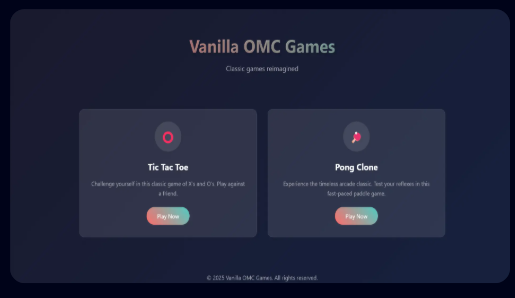 Vanilla OMC Games
Classic games reimagined
Tic Tac Toe
Challenge yourself in this classic game of X's and O's. Play against
a friend.
Play Now
Pong Clone
Experience the timeless arcade classic. Test your reflexes in this
fast-paced paddle game.
Play Now
© 2025 Vanilla OMC Games. All rights reserved.